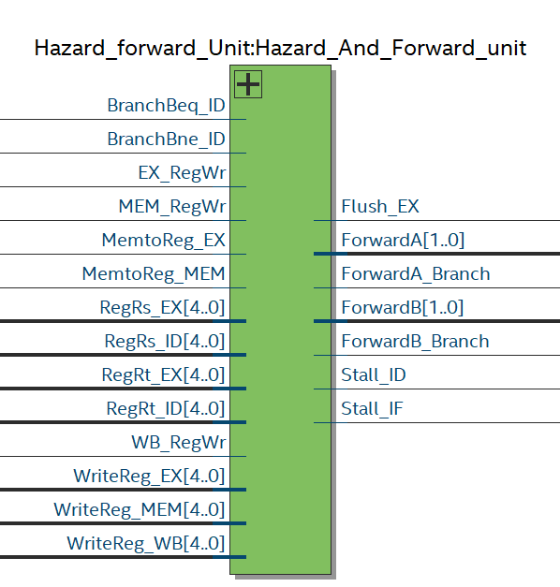 Hazard_forward_Unit:Hazard_And_Forward_unit
BranchBeq_ID
BranchBne_ID
EX_RegWr
MEM_RegWr
MemtoReg_EX
MemtoReg_MEM
RegRs_EX[4..0]
RegRs_ID[4..0]
RegRt_EX[4..0]
RegRt_ID[4..0]
WB_RegWr
WriteReg_EX[4..0]
WriteReg_MEM[4..0]
WriteReg_WB[4..0]
Flush_EX
ForwardA[1..0]
ForwardA_Branch
ForwardB[1..0]
ForwardB_Branch
Stall_ID
Stall_IF